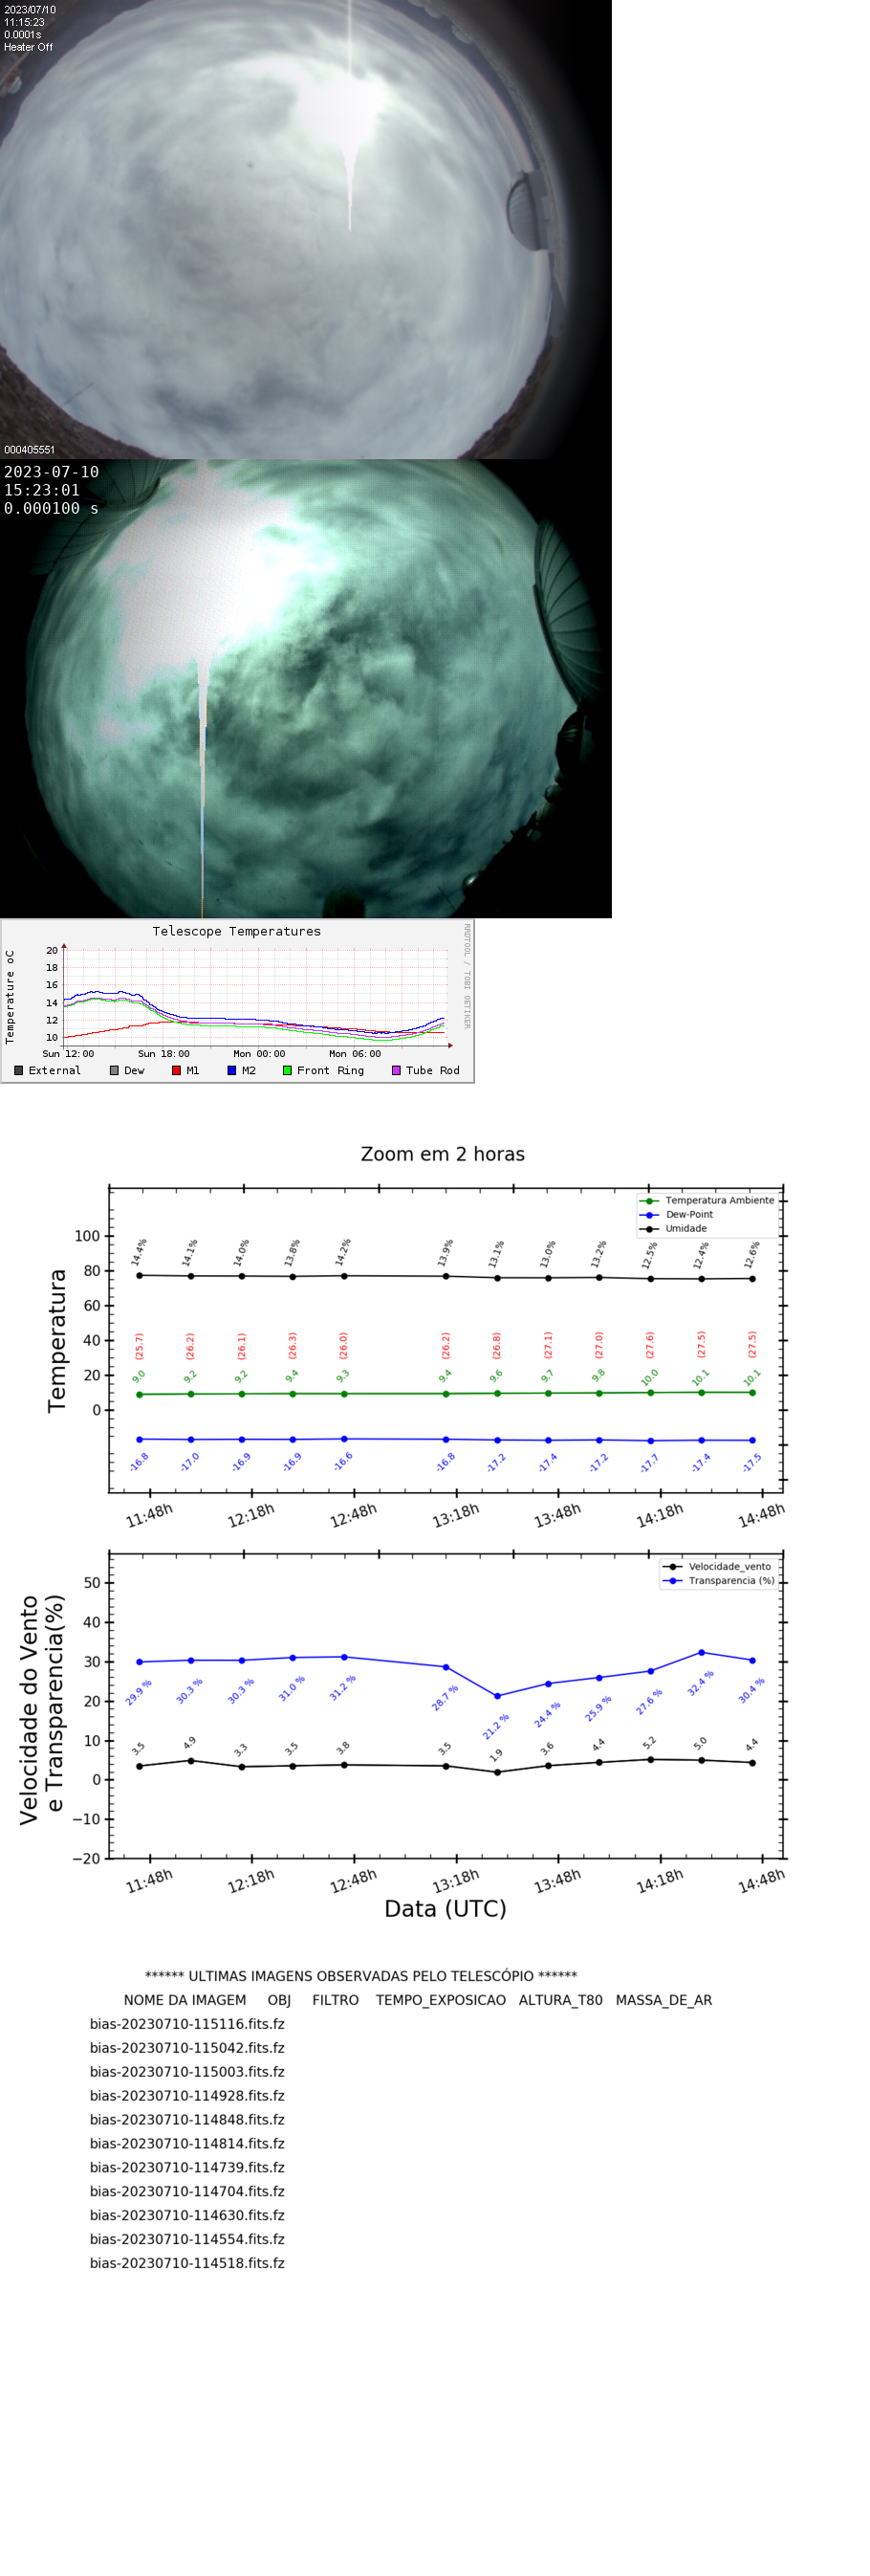 2023/07/10
11:15:23
0.0001s
Heater Off
000405551
2023-07-10
15:23:01
0.000100 s
Telescope Temperatures
RRDTOOL / TOBI OETIKER
Temperature oC
20
18
16
14
12
10
Sun 12:00 Sun 18:00 Mon 00:00 Mon 06:00
External Dew M1 M2 Front Ring Tube Rod
Zoom em 2 horas
Temperatura
Temperatura Ambiente
Dew-Point
Umidade
100
80
60
40
20
0
14.4% 14.1% 14.0% 13.8% 14.2% 13.9% 13.1% 13.0% 13.2% 12.5% 12.4% 12.6%
(25.7) (26.2) (26.1) (26.3) (26.0) (26.2) (26.8) (27.1) (27.0) (27.6) (27.5) (27.5)
9.0 9.2 9.2 9.4 9.3 9.4 9.6 9.7 9.8 10.0 10.1 10.1
-16.8 -17.0 -16.9 -16.9 -16.6 -16.8 -17.2 -17.4 -17.2 -17.7 -17.4 -17.5
11:48h 12:18h 12:48h 13:18h 13:48h 14:18h 14:48h
Velocidade do Vento
e Transparencia(%)
Velocidade_vento
Transparencia (%)
50
40
30
20
10
0
−10
−20
29.9 % 30.3 % 30.3 % 31.0 % 31.2 % 28.7 % 21.2 % 24.4 % 25.9 % 27.6 % 32.4 % 30.4 %
3.5 4.9 3.3 3.5 3.8 3.5 1.9 3.6 4.4 5.2 5.0 4.4
11:48h 12:18h 12:48h 13:18h 13:48h 14:18h 14:48h
Data (UTC)
****** ULTIMAS IMAGENS OBSERVADAS PELO TELESCÓPIO ******
NOME DA IMAGEM OBJ FILTRO TEMPO_EXPOSICAO ALTURA_T80 MASSA_DE_AR
bias-20230710-115116.fits.fz
bias-20230710-115042.fits.fz
bias-20230710-115003.fits.fz
bias-20230710-114928.fits.fz
bias-20230710-114848.fits.fz
bias-20230710-114814.fits.fz
bias-20230710-114739.fits.fz
bias-20230710-114704.fits.fz
bias-20230710-114630.fits.fz
bias-20230710-114554.fits.fz
bias-20230710-114518.fits.fz